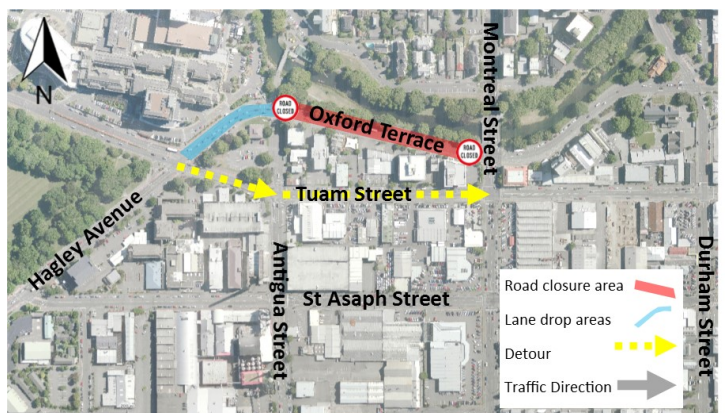 N
ROAD
CLOSED
Oxford Terrace
ROAD
CLOSED
Montreal Street
Tuam Street
Hagley Avenue
Antigua Street
St Asaph Street
Durham Street
Road closure area
Lane drop areas
Detour
Traffic Direction